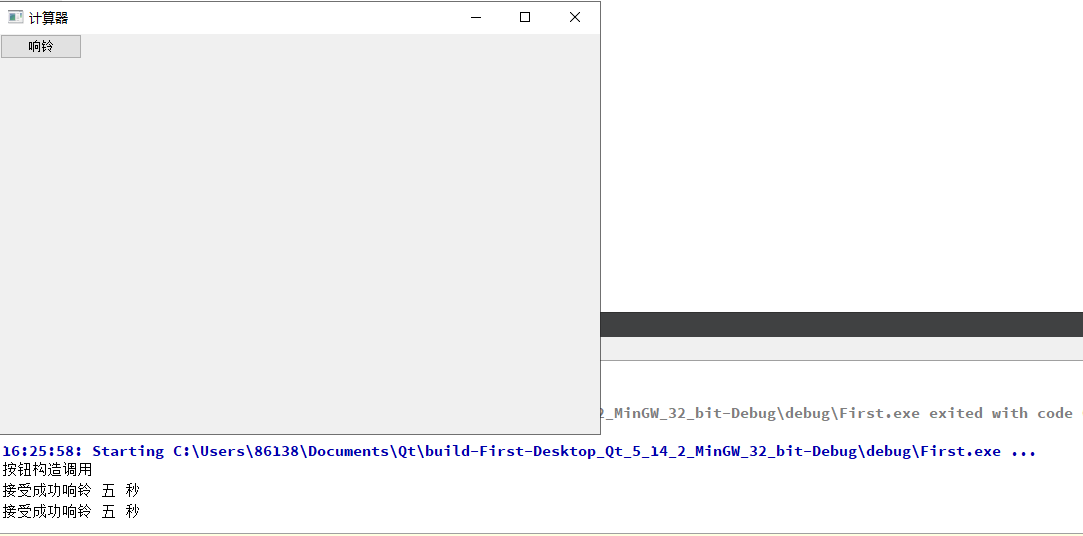 计算器
响铃
2_MinGW_32_bit-Debug\debug\First.exe exited with code
16:25:58: Starting C:\Users\86138\Documents\Qt\build-First-Desktop_Qt_5_14_2_MinGW_32_bit-Debug\debug\First.exe ...
按钮构造调用
接受成功响铃 五 秒
接受成功响铃 五 秒